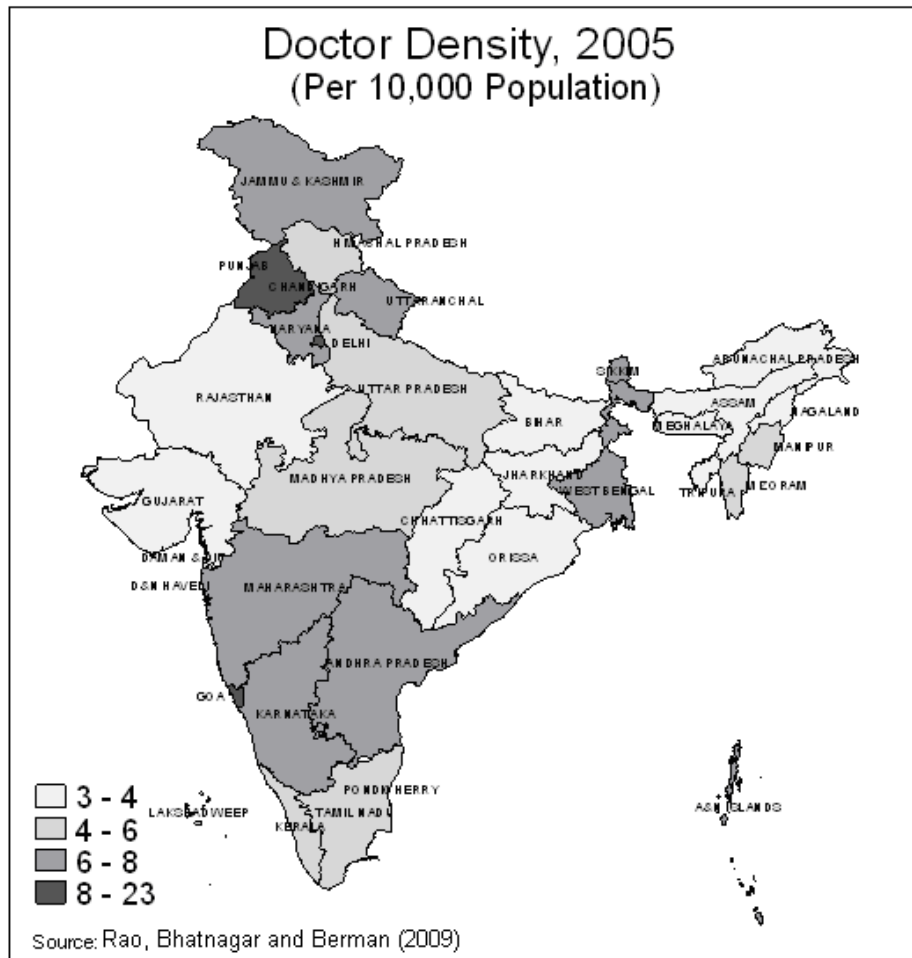 Doctor Density, 2005
(Per 10,000 Population)
JAMMU & KASHMIR
HIMACHAL PRADESH
PUNJAB
CHANDIGARH
UTTARANCHAL
HARYANA
DELHI
SIKKIM
ARUNACHAL PRADESH
RAJASTHAN
UTTAR PRADESH
ASSAM
NAGALAND
BIHAR
MEGHALAYA
MANIPUR
MADHYA PRADESH
JHARKHAND
WEST BENGAL
TRIPURA
MIZORAM
GUJARAT
CHHATTISGARH
DAMAN & DIU
ORISSA
D&N HAVELI
MAHARASHTRA
ANDHRA PRADESH
GOA
KARNATAKA
PONDICHERRY
LAKSHADWEEP
TAMIL NADU
KERALA
A&N ISLANDS
3 - 4
4 - 6
6 - 8
8 - 23
Source: Rao, Bhatnagar and Berman (2009)